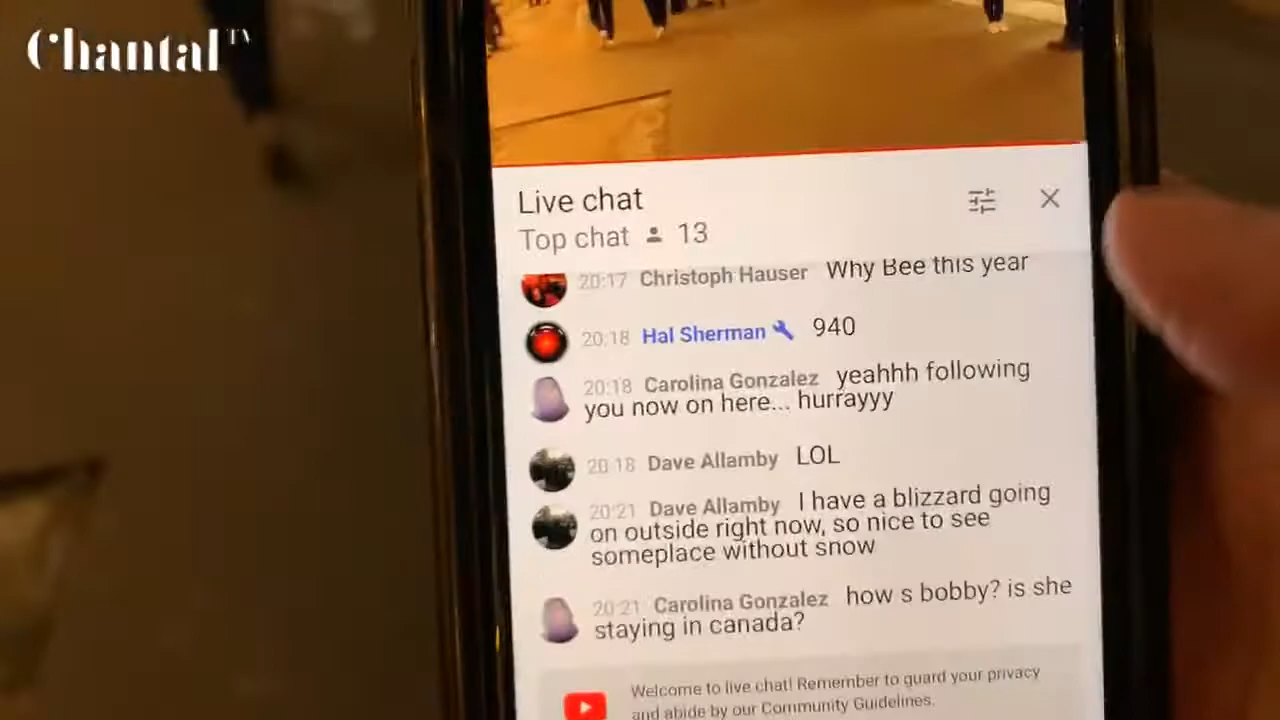 Chantal TV
Live chat
Top chat 13
20:17 Christoph Hauser Why Bee this year
20:18 Hal Sherman 940
20:18 Carolina Gonzalez yeahhh following
you now on here... hurrayyy
20:18 Dave Allamby LOL
20:21 Dave Allamby I have a blizzard going
on outside right now, so nice to see
someplace without snow
20:21 Carolina Gonzalez how s bobby? is she
staying in canada?
Welcome to live chat! Remember to guard your privacy
and abide by our Community Guidelines.